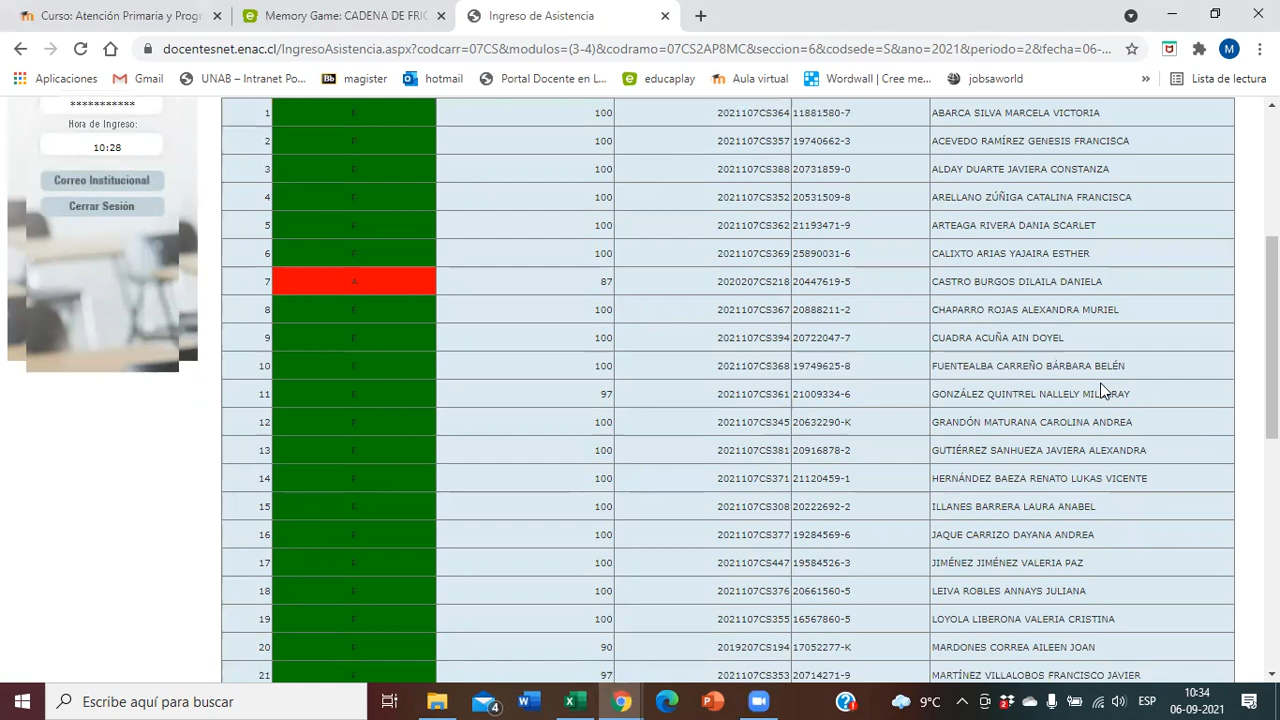 Curso: Atención Primaria y Prog
Memory Game: CADENA DE FRIO
Ingreso de Asistencia
docentesnet.enac.cl/IngresoAsistencia.aspx?codcarr=07CS&modulos=(3-4)&codramo=07CS2AP8MC&seccion=6&codsede=S&ano=2021&periodo=2&fecha=06-...
M
Aplicaciones Gmail UNAB – Intranet Po... Bb magister hotmail Portal Docente en L... educaplay Aula virtual Wordwall | Cree me... jobsaworld » Lista de lectura
***********
Hora de Ingreso:
10:28
Correo Institucional
Cerrar Sesión
1 P 100 2021107CS364 11881580-7 ABARCA SILVA MARCELA VICTORIA
2 P 100 2021107CS357 19740662-3 ACEVEDO RAMÍREZ GENESIS FRANCISCA
3 P 100 2021107CS388 20731859-0 ALDAY DUARTE JAVIERA CONSTANZA
4 P 100 2021107CS352 20531509-8 ARELLANO ZÚÑIGA CATALINA FRANCISCA
5 P 100 2021107CS362 21193471-9 ARTEAGA RIVERA DANIA SCARLET
6 P 100 2021107CS369 25890031-6 CALIXTO ARIAS YAJAIRA ESTHER
7 A 87 2020207CS218 20447619-5 CASTRO BURGOS DILAILA DANIELA
8 P 100 2021107CS367 20888211-2 CHAPARRO ROJAS ALEXANDRA MURIEL
9 P 100 2021107CS394 20722047-7 CUADRA ACUÑA AIN DOYEL
10 P 100 2021107CS368 19749625-8 FUENTEALBA CARREÑO BÁRBARA BELÉN
11 P 97 2021107CS361 21009334-6 GONZÁLEZ QUINTREL NALLELY
12 P 100 2021107CS345 20632290-K GRANDON MATURANA CAROLINA ANDREA
13 P 100 2021107CS381 20916878-2 GUTIÉRREZ SANHUEZA JAVIERA ALEXANDRA
14 P 100 2021107CS371 21120459-1 HERNÁNDEZ BAEZA RENATO LUKAS VICENTE
15 P 100 2021107CS308 20222692-2 ILLANES BARRERA LAURA ANABEL
16 P 100 2021107CS377 19284569-6 JAQUE CARRIZO DAYANA ANDREA
17 P 100 2021107CS447 19584526-3 JIMÉNEZ JIMÉNEZ VALERIA PAZ
18 P 100 2021107CS376 20661560-5 LEIVA ROBLES ANNAYS JULIANA
19 P 100 2021107CS355 16567860-5 LOYOLA LIBERONA VALERIA CRISTINA
20 P 90 2019207CS194 17052277-K MARDONES CORREA AILEEN JOAN
21 97 MARTÍNEZ VILLALOBOS FRANCISCO JAVIER
Escribe aquí para buscar
4
9°C
ESP
10:34
06-09-2021